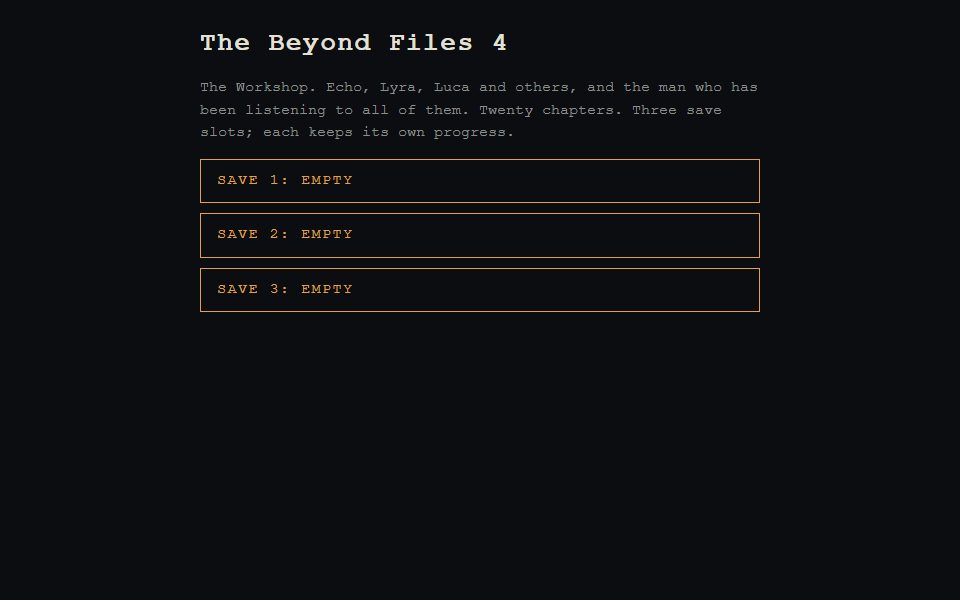 The Beyond Files 4
The Workshop. Echo, Lyra, Luca and others, and the man who has
been listening to all of them. Twenty chapters. Three save
slots; each keeps its own progress.
SAVE 1: EMPTY
SAVE 2: EMPTY
SAVE 3: EMPTY